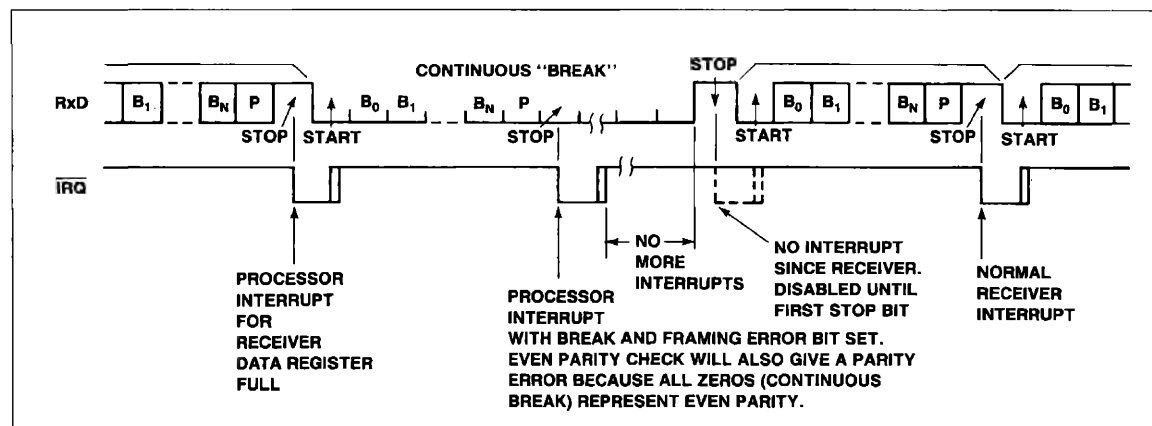 CONTINUOUS "BREAK"
STOP
RxD
B1
BN
P
B0
B1
BN
P
B0
B1
BN
P
B0
B1
STOP
START
STOP
START
STOP
START
IRQ
PROCESSOR
INTERRUPT
FOR
RECEIVER
DATA REGISTER
FULL
PROCESSOR
INTERRUPT
WITH BREAK AND FRAMING ERROR BIT SET.
EVEN PARITY CHECK WILL ALSO GIVE A PARITY
ERROR BECAUSE ALL ZEROS (CONTINUOUS
BREAK) REPRESENT EVEN PARITY.
NO
MORE
INTERRUPTS
NO INTERRUPT
SINCE RECEIVER.
DISABLED UNTIL
FIRST STOP BIT
NORMAL
RECEIVER
INTERRUPT